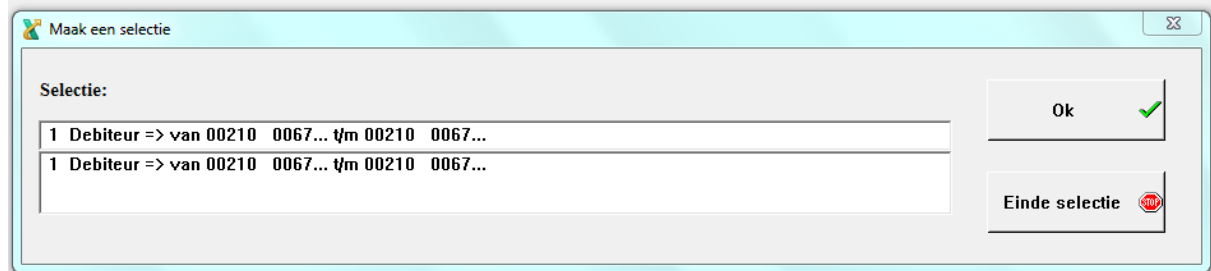 Maak een selectie
Selectie:
1 Debiteur => van 00210 0067... t/m 00210 0067...
1 Debiteur => van 00210 0067... t/m 00210 0067...
Ok
Einde selectie
STOP